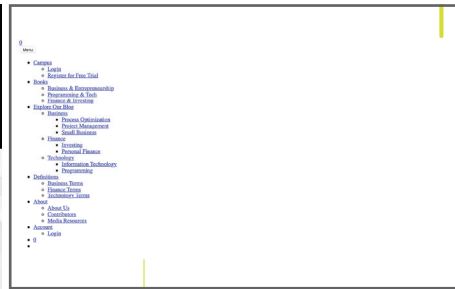 0
Menu
Campus
Login
Register for Free Trial
Books
Business & Entrepreneurship
Programming & Tech
Finance & Investing
Explore Our Blog
Business
Process Optimization
Project Management
Small Business
Finance
Investing
Personal Finance
Technology
Information Technology
Programming
Definitions
Business Terms
Finance Terms
Technology Terms
About
About Us
Contributors
Media Resources
Account
Login
0